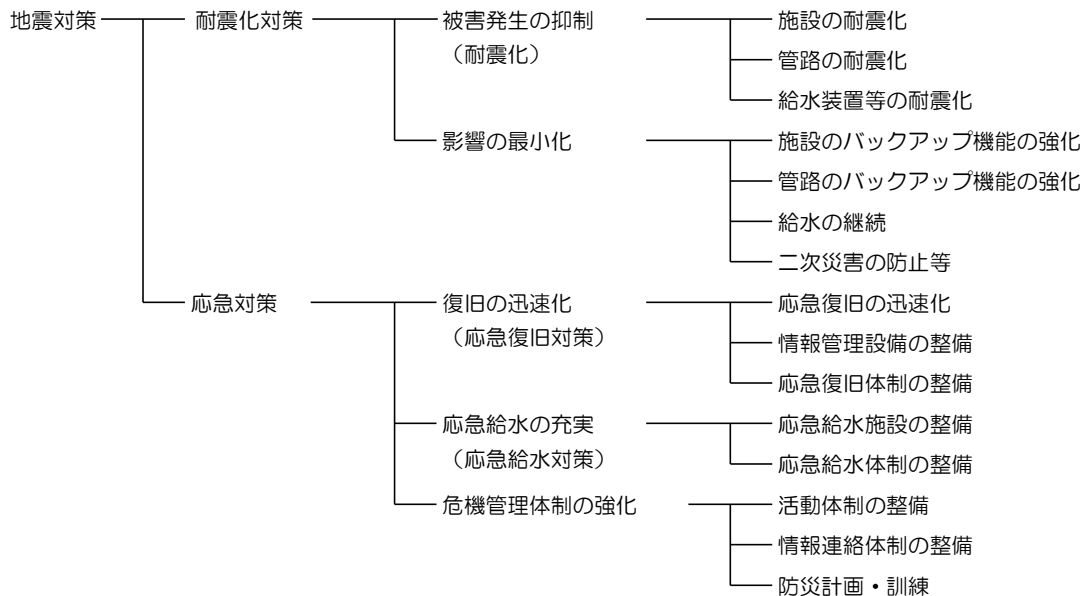 地震対策
耐震化対策
被害発生の抑制
（耐震化）
施設の耐震化
管路の耐震化
給水装置等の耐震化
影響の最小化
施設のバックアップ機能の強化
管路のバックアップ機能の強化
給水の継続
二次災害の防止等
応急対策
復旧の迅速化
（応急復旧対策）
応急復旧の迅速化
情報管理設備の整備
応急復旧体制の整備
応急給水の充実
（応急給水対策）
応急給水施設の整備
応急給水体制の整備
危機管理体制の強化
活動体制の整備
情報連絡体制の整備
防災計画・訓練